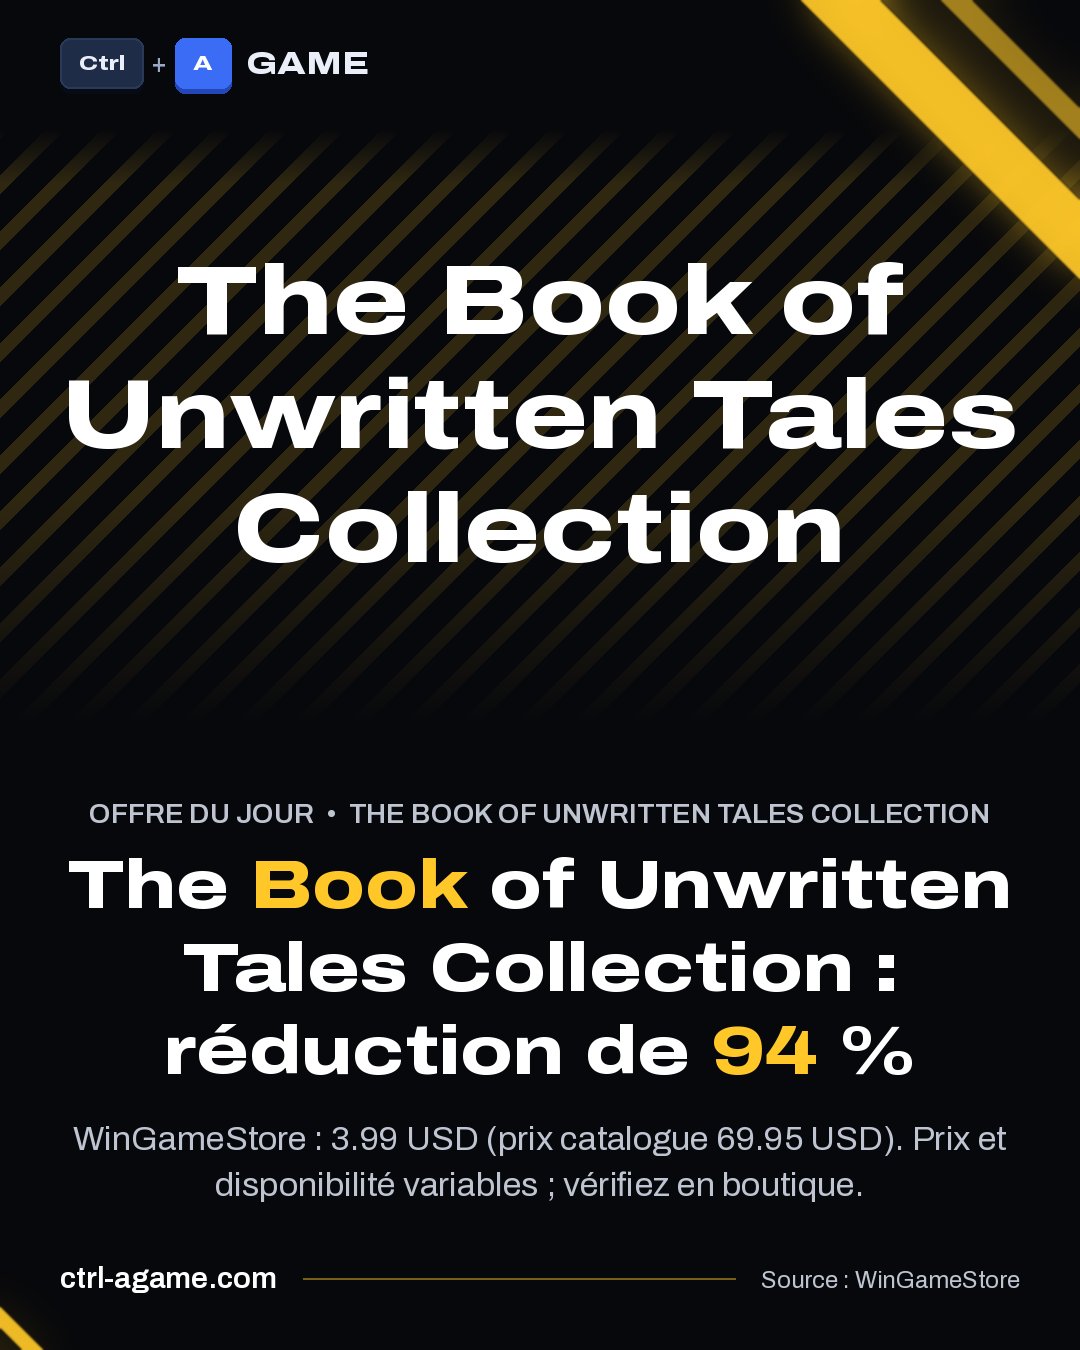 Ctrl + A GAME
The Book of
Unwritten Tales
Collection
OFFRE DU JOUR • THE BOOK OF UNWRITTEN TALES COLLECTION
The Book of Unwritten
Tales Collection :
réduction de 94 %
WinGameStore : 3.99 USD (prix catalogue 69.95 USD). Prix et
disponibilité variables ; vérifiez en boutique.
ctrl-agame.com
Source : WinGameStore